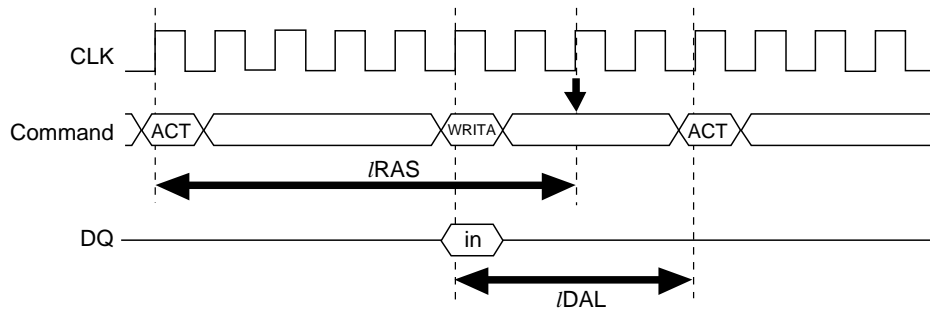 CLK
Command ACT WRITA ACT
lRAS
DQ in
lDAL